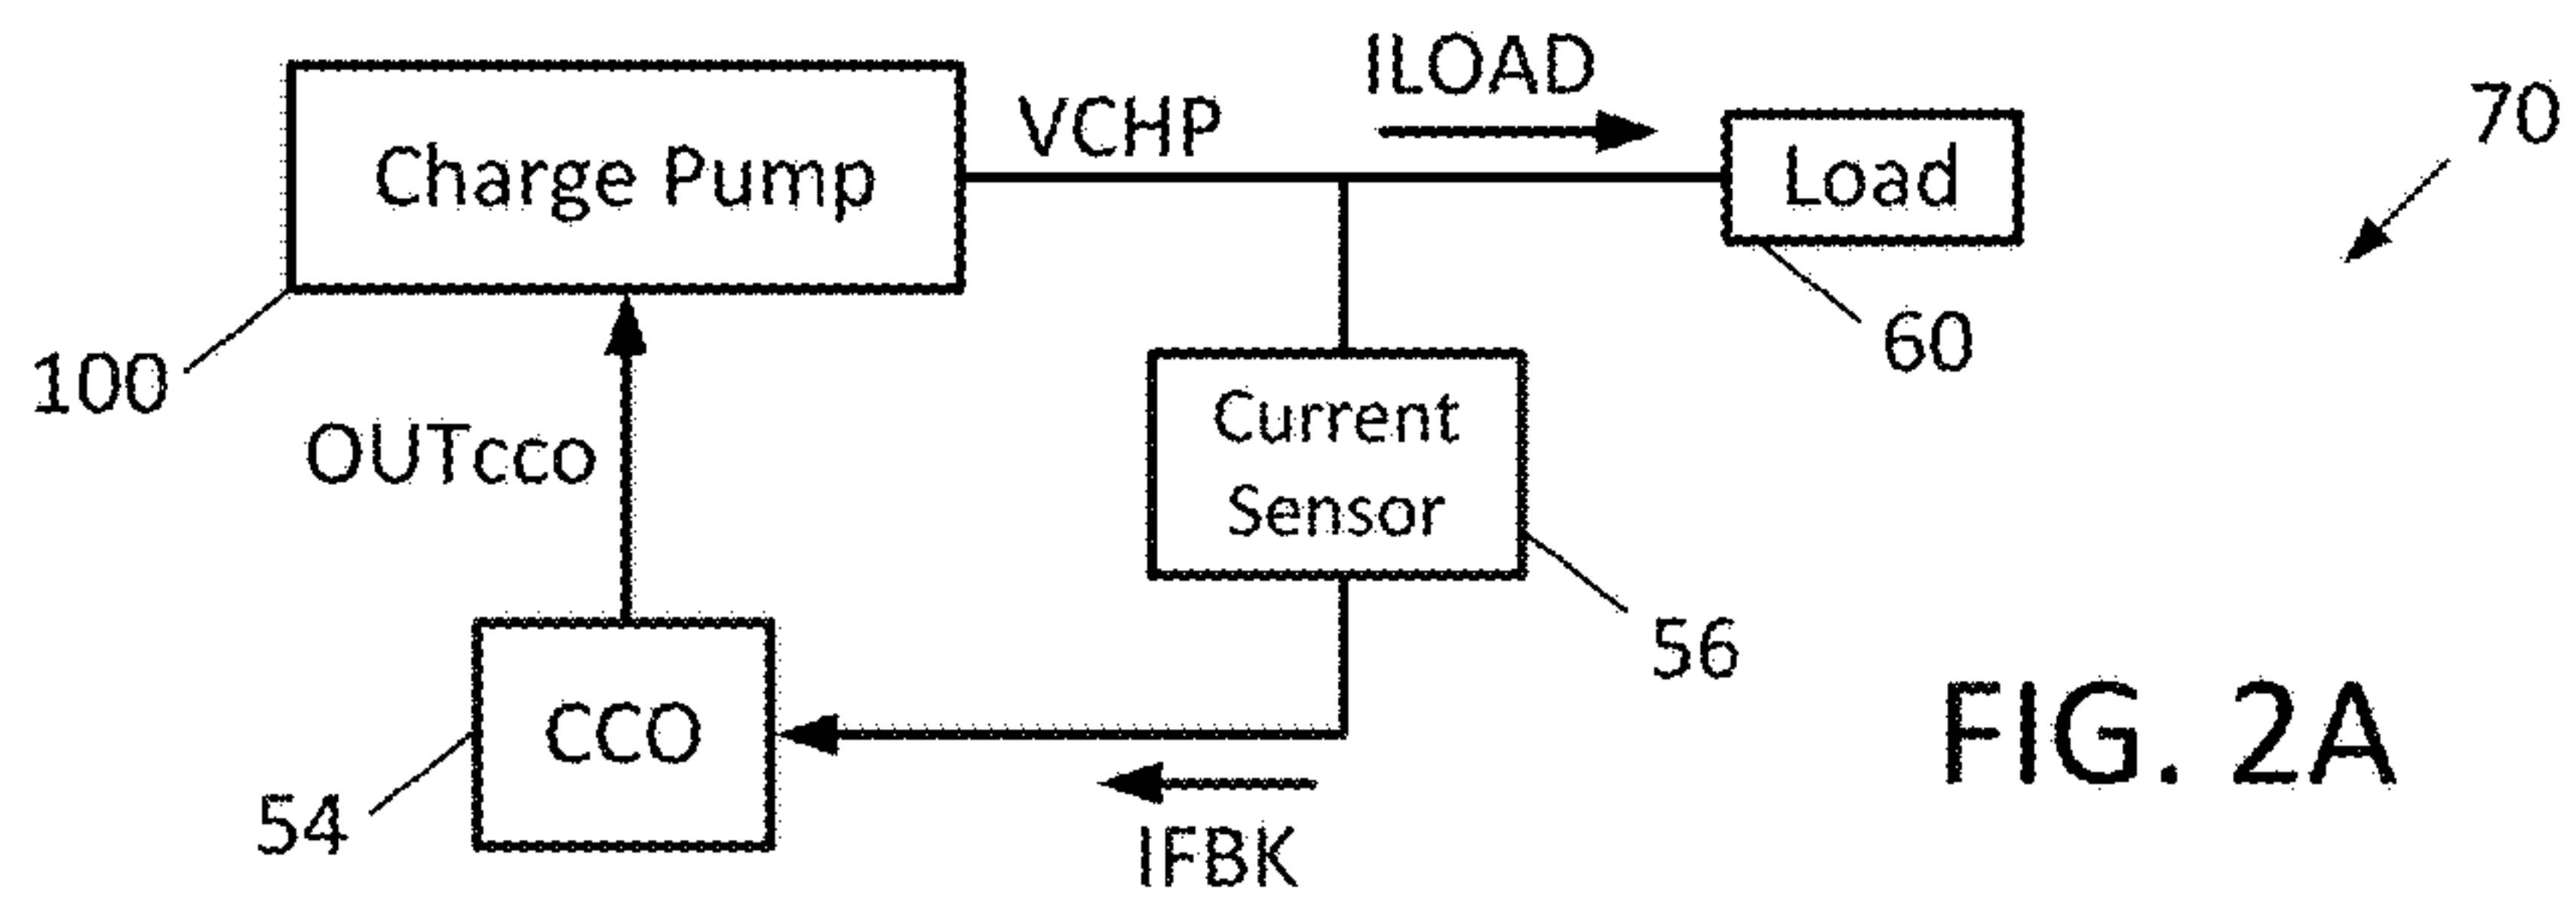 ILOAD
VCHP
70
Charge Pump
Load
60
100
Current
Sensor
OUTcco
56
CCO
54
IFBK
FIG. 2A